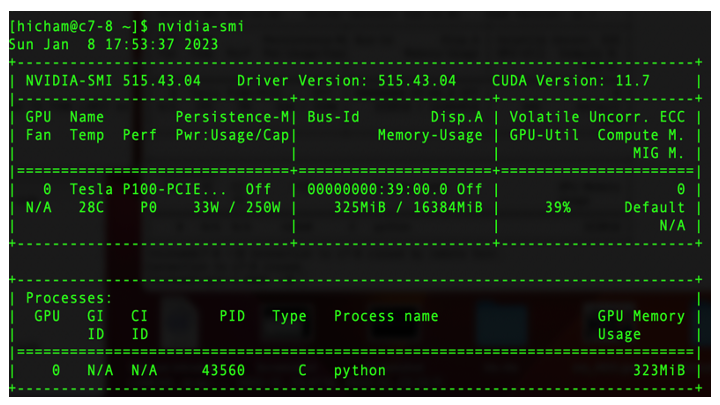 [hicham@c7-8 ~]$ nvidia-smi
Sun Jan  8 17:53:37 2023
+-----------------------------------------------------------------------------+
| NVIDIA-SMI 515.43.04    Driver Version: 515.43.04    CUDA Version: 11.7     |
|-------------------------------+----------------------+----------------------+
| GPU  Name        Persistence-M| Bus-Id        Disp.A | Volatile Uncorr. ECC |
| Fan  Temp  Perf  Pwr:Usage/Cap|         Memory-Usage | GPU-Util  Compute M. |
|                               |                      |               MIG M. |
|===============================+======================+======================|
|   0  Tesla P100-PCIE...  Off  | 00000000:39:00.0 Off |                    0 |
| N/A   28C    P0    33W / 250W |    325MiB / 16384MiB |     39%      Default |
|                               |                      |                  N/A |
+-------------------------------+----------------------+----------------------+

+-----------------------------------------------------------------------------+
| Processes:                                                                  |
|  GPU   GI   CI        PID   Type   Process name                  GPU Memory |
|        ID   ID                                                   Usage      |
|=============================================================================|
|    0   N/A  N/A     43560      C   python                            323MiB |
+-----------------------------------------------------------------------------+